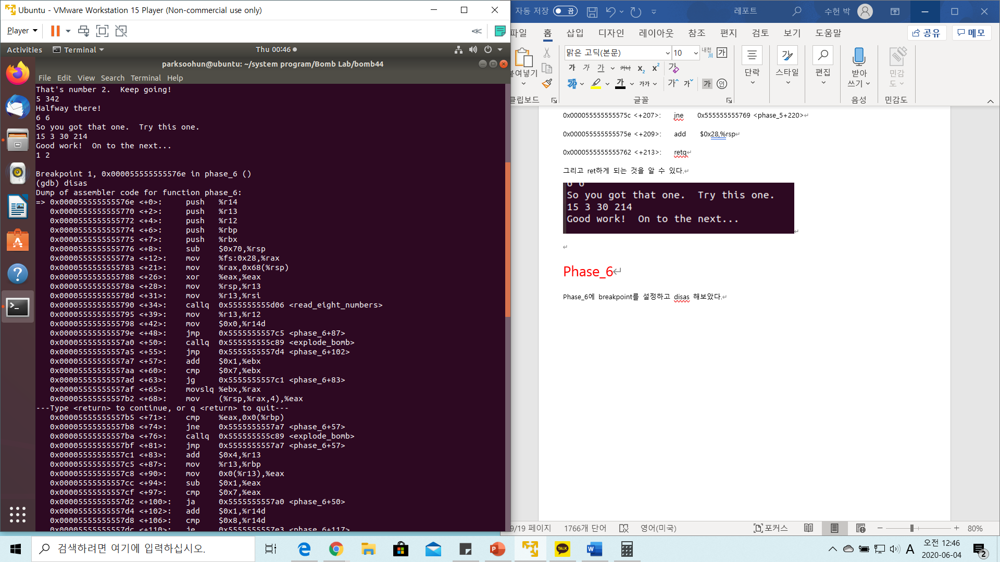 Ubuntu - VMware Workstation 15 Player (Non-commercial use only)
Player
Activities
Terminal
Thu 00:46
parksoohun@ubuntu: ~/system program/Bomb Lab/bomb44
File Edit View Search Terminal Help
That's number 2.  Keep going!
5 342
Halfway there!
6 6
So you got that one.  Try this one.
15 3 30 214
Good work!  On to the next...
1 2
Breakpoint 1, 0x000055555555576e in phase_6 ()
(gdb) disas
Dump of assembler code for function phase_6:
=> 0x000055555555576e <+0>:     push   %r14
   0x0000555555555770 <+2>:     push   %r13
   0x0000555555555772 <+4>:     push   %r12
   0x0000555555555774 <+6>:     push   %rbp
   0x0000555555555775 <+7>:     push   %rbx
   0x0000555555555776 <+8>:     sub    $0x70,%rsp
   0x000055555555577a <+12>:    mov    %fs:0x28,%rax
   0x0000555555555783 <+21>:    mov    %rax,0x68(%rsp)
   0x0000555555555788 <+26>:    xor    %eax,%eax
   0x000055555555578a <+28>:    mov    %rsp,%r13
   0x000055555555578d <+31>:    mov    %r13,%rsi
   0x0000555555555790 <+34>:    callq  0x555555555d06 <read_eight_numbers>
   0x0000555555555795 <+39>:    mov    %r13,%r12
   0x0000555555555798 <+42>:    mov    $0x0,%r14d
   0x000055555555579e <+48>:    jmp    0x5555555557c5 <phase_6+87>
   0x00005555555557a0 <+50>:    callq  0x555555555c89 <explode_bomb>
   0x00005555555557a5 <+55>:    jmp    0x5555555557d4 <phase_6+102>
   0x00005555555557a7 <+57>:    add    $0x1,%ebx
   0x00005555555557aa <+60>:    cmp    $0x7,%ebx
   0x00005555555557ad <+63>:    jg     0x5555555557c1 <phase_6+83>
   0x00005555555557af <+65>:    movslq %ebx,%rax
   0x00005555555557b2 <+68>:    mov    (%rsp,%rax,4),%eax
---Type <return> to continue, or q <return> to quit---
   0x00005555555557b5 <+71>:    cmp    %eax,0x0(%rbp)
   0x00005555555557b8 <+74>:    jne    0x5555555557a7 <phase_6+57>
   0x00005555555557ba <+76>:    callq  0x555555555c89 <explode_bomb>
   0x00005555555557bf <+81>:    jmp    0x5555555557a7 <phase_6+57>
   0x00005555555557c1 <+83>:    add    $0x4,%r13
   0x00005555555557c5 <+87>:    mov    %r13,%rbp
   0x00005555555557c8 <+90>:    mov    0x0(%r13),%eax
   0x00005555555557cc <+94>:    sub    $0x1,%eax
   0x00005555555557cf <+97>:    cmp    $0x7,%eax
   0x00005555555557d2 <+100>:   ja     0x5555555557a0 <phase_6+50>
   0x00005555555557d4 <+102>:   add    $0x1,%r14d
   0x00005555555557d8 <+106>:   cmp    $0x8,%r14d
   0x00005555555557dc <+110>:   je     0x5555555557e3 <phase_6+117>
자동 저장 끔
레포트
수헌 박
파일 홈 삽입 디자인 레이아웃 참조 편지 검토 보기 도움말
공유 메모
붙여넣기
클립보드
맑은 고딕(본문) 10
글꼴
단락
스타일
편집
받아쓰기
음성
민감도
민감도
0x000055555555575c <+207>: jne 0x555555555769 <phase_5+220>
0x000055555555575e <+209>: add $0x28,%rsp
0x0000555555555762 <+213>: retq
그리고 ret하게 되는 것을 알 수 있다.
6 6
So you got that one.  Try this one.
15 3 30 214
Good work!  On to the next...
Phase_6
Phase_6에 breakpoint를 설정하고 disas 해보았다.
9/19 페이지 1766개 단어 영어(미국) 포커스 80%
검색하려면 여기에 입력하십시오.
TALK
A
오전 12:46
2020-06-04
2